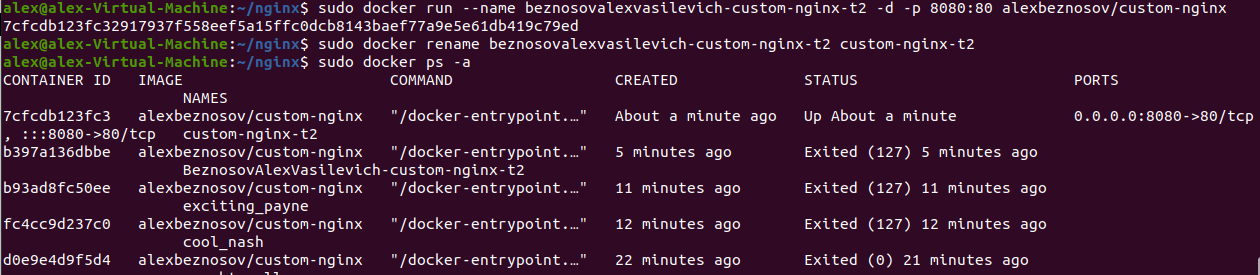 alex@alex-Virtual-Machine:~/nginx$ sudo docker run --name beznosovalexvasilevich-custom-nginx-t2 -d -p 8080:80 alexbeznosov/custom-nginx
7cfcdb123fc32917937f558eef5a15ffc0dcb8143baef77a9e5e61db419c79ed
alex@alex-Virtual-Machine:~/nginx$ sudo docker rename beznosovalexvasilevich-custom-nginx-t2 custom-nginx-t2
alex@alex-Virtual-Machine:~/nginx$ sudo docker ps -a
CONTAINER ID   IMAGE                       COMMAND                  CREATED              STATUS                        PORTS
NAMES
7cfcdb123fc3   alexbeznosov/custom-nginx   "/docker-entrypoint.…"   About a minute ago   Up About a minute             0.0.0.0:8080->80/tcp
, :::8080->80/tcp   custom-nginx-t2
b397a136dbbe   alexbeznosov/custom-nginx   "/docker-entrypoint.…"   5 minutes ago        Exited (127) 5 minutes ago
BeznosovAlexVasilevich-custom-nginx-t2
b93ad8fc50ee   alexbeznosov/custom-nginx   "/docker-entrypoint.…"   11 minutes ago       Exited (127) 11 minutes ago
exciting_payne
fc4cc9d237c0   alexbeznosov/custom-nginx   "/docker-entrypoint.…"   12 minutes ago       Exited (127) 12 minutes ago
cool_nash
d0e9e4d9f5d4   alexbeznosov/custom-nginx   "/docker-entrypoint.…"   22 minutes ago       Exited (0) 21 minutes ago